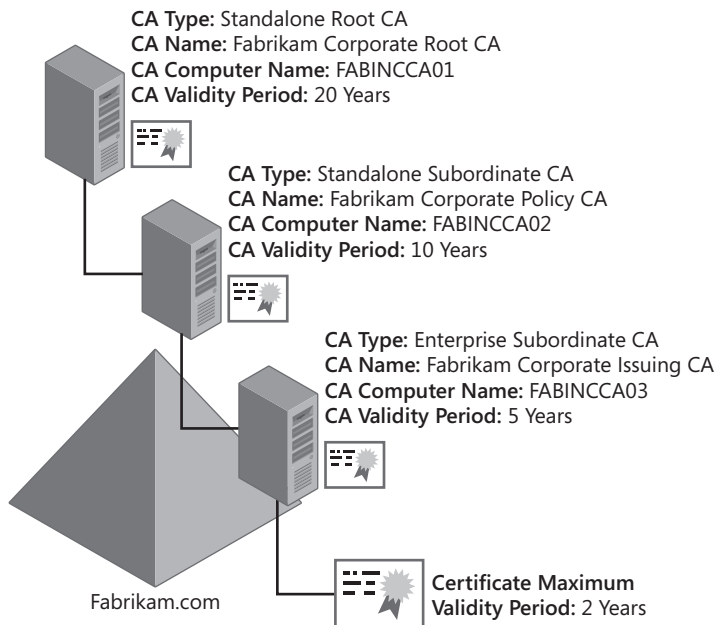 CA Type: Standalone Root CA
CA Name: Fabrikam Corporate Root CA
CA Computer Name: FABINCCA01
CA Validity Period: 20 Years
CA Type: Standalone Subordinate CA
CA Name: Fabrikam Corporate Policy CA
CA Computer Name: FABINCCA02
CA Validity Period: 10 Years
CA Type: Enterprise Subordinate CA
CA Name: Fabrikam Corporate Issuing CA
CA Computer Name: FABINCCA03
CA Validity Period: 5 Years
Fabrikam.com
Certificate Maximum
Validity Period: 2 Years